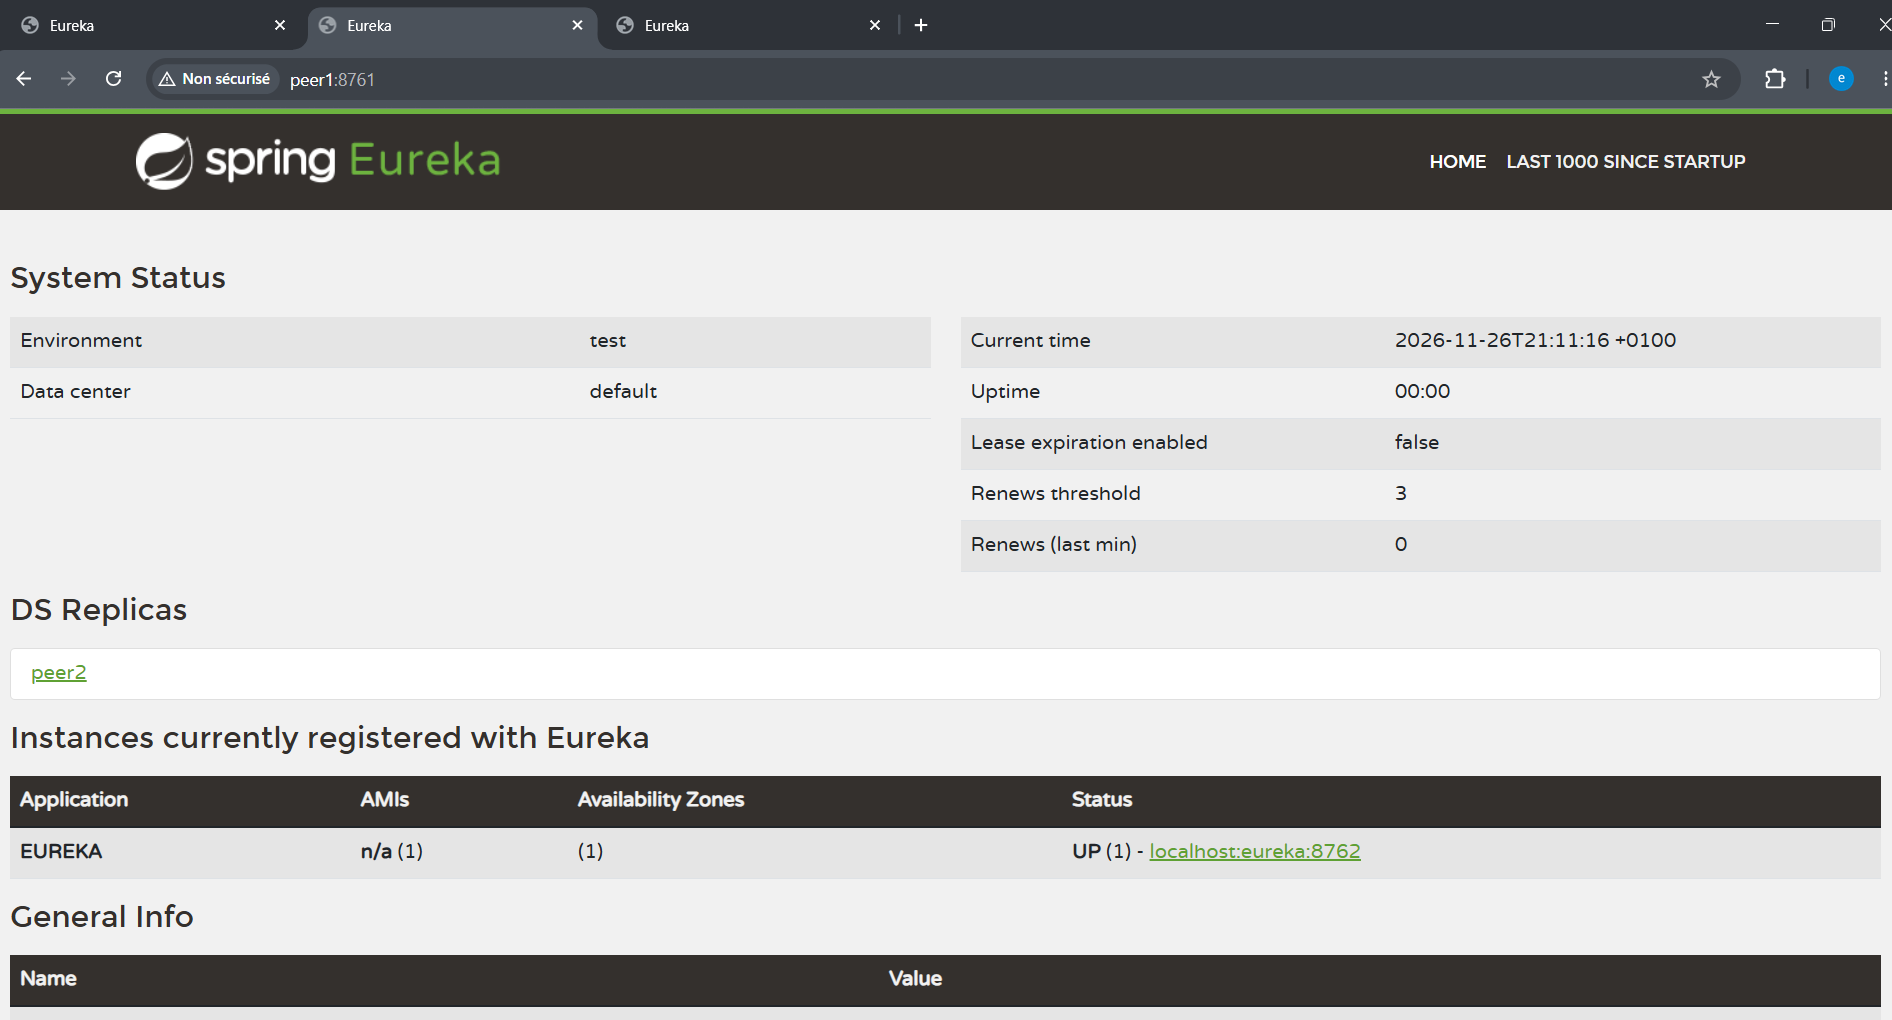 Eureka
Eureka
Eureka
Non sécurisé peer1:8761
e
spring Eureka
HOME LAST 1000 SINCE STARTUP
System Status
Environment test
Data center default
Current time 2026-11-26T21:11:16 +0100
Uptime 00:00
Lease expiration enabled false
Renews threshold 3
Renews (last min) 0
DS Replicas
peer2
Instances currently registered with Eureka
Application AMIs Availability Zones Status
EUREKA n/a (1) (1) UP (1) - localhost:eureka:8762
General Info
Name Value